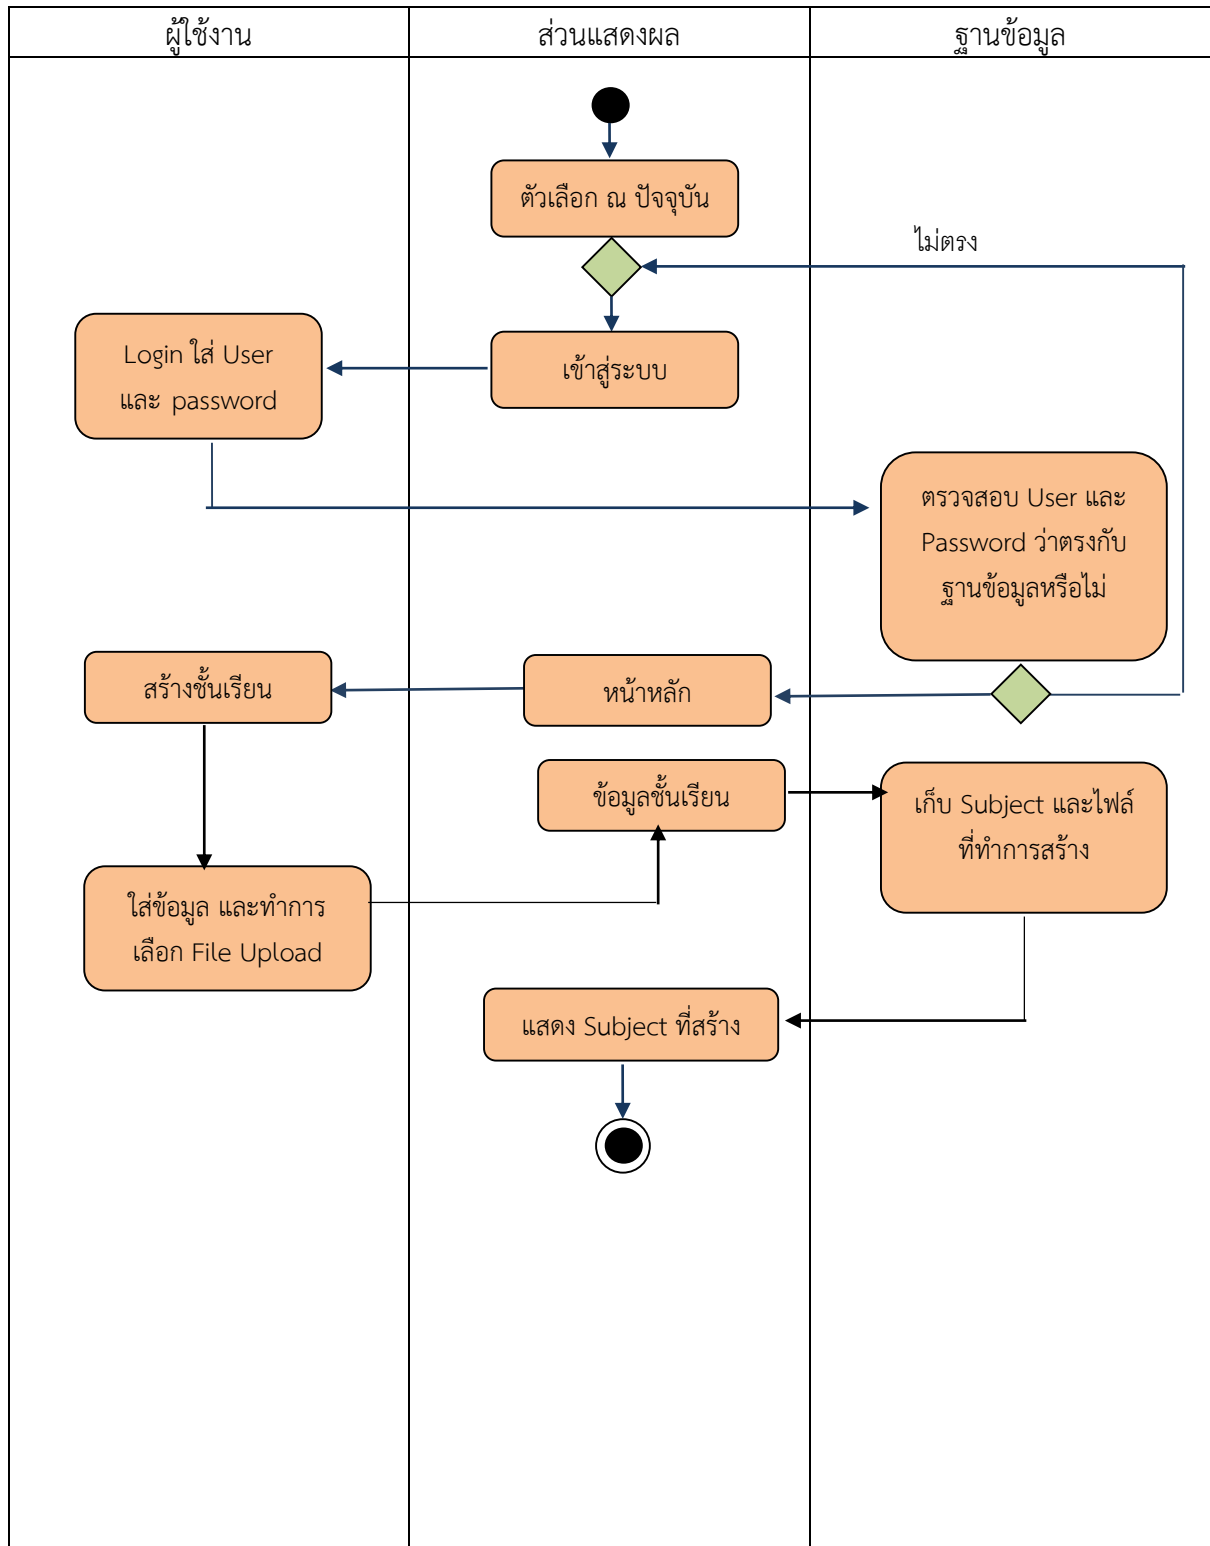 ผู้ใช้งาน
ส่วนแสดงผล
ฐานข้อมูล
ตัวเลือก ณ ปัจจุบัน
ไม่ตรง
Login ใส่ User
และ password
เข้าสู่ระบบ
ตรวจสอบ User และ
Password ว่าตรงกับ
ฐานข้อมูลหรือไม่
สร้างชั้นเรียน
หน้าหลัก
ข้อมูลชั้นเรียน
เก็บ Subject และไฟล์
ที่ทำการสร้าง
ใส่ข้อมูล และทำการ
เลือก File Upload
แสดง Subject ที่สร้าง